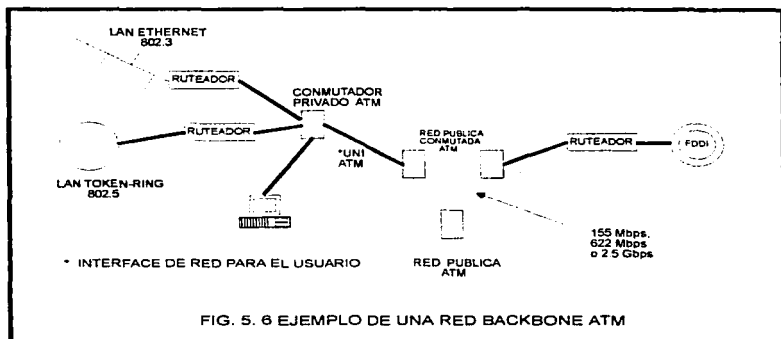 LAN ETHERNET
802.3
RUTEADOR
CONMUTADOR
PRIVADO ATM
RUTEADOR
*UNI
ATM
RED PUBLICA
CONMUTADA
ATM
RUTEADOR
FDDI
LAN TOKEN-RING
802.5
155 Mbps,
622 Mbps
o 2.5 Gbps
* INTERFACE DE RED PARA EL USUARIO
RED PUBLICA
ATM
FIG. 5. 6 EJEMPLO DE UNA RED BACKBONE ATM